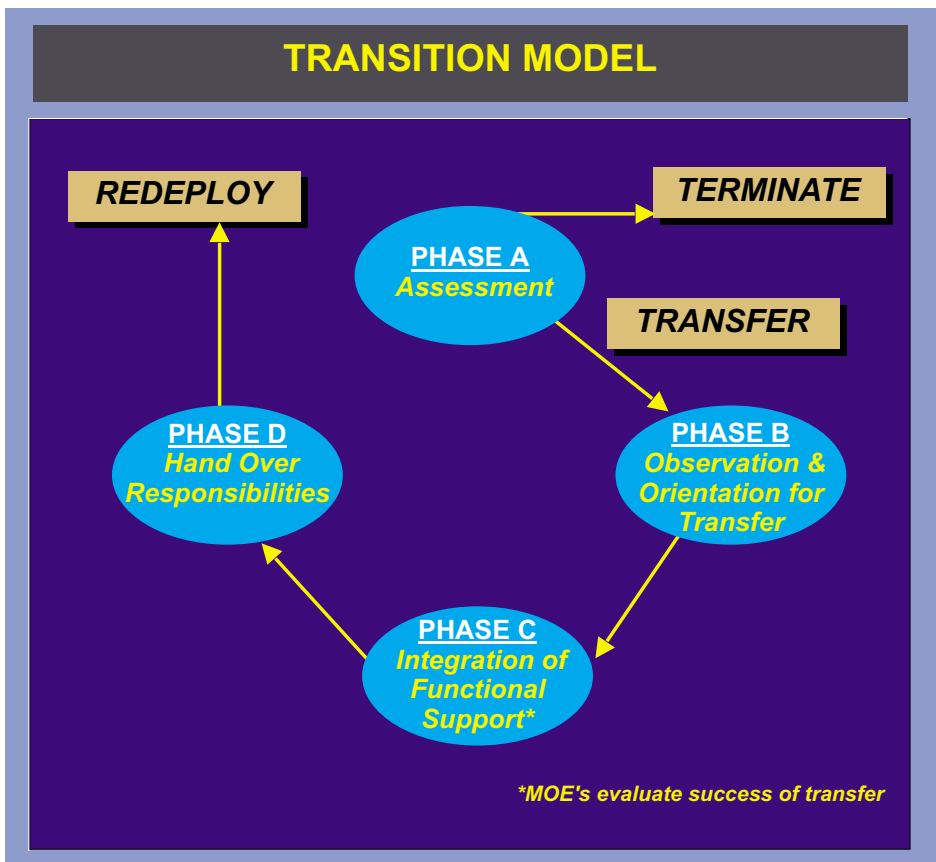 TRANSITION MODEL
REDEPLOY
TERMINATE
PHASE A
Assessment
TRANSFER
PHASE B
Observation &
Orientation for
Transfer
PHASE C
Integration of
Functional
Support*
PHASE D
Hand Over
Responsibilities
*MOE's evaluate success of transfer